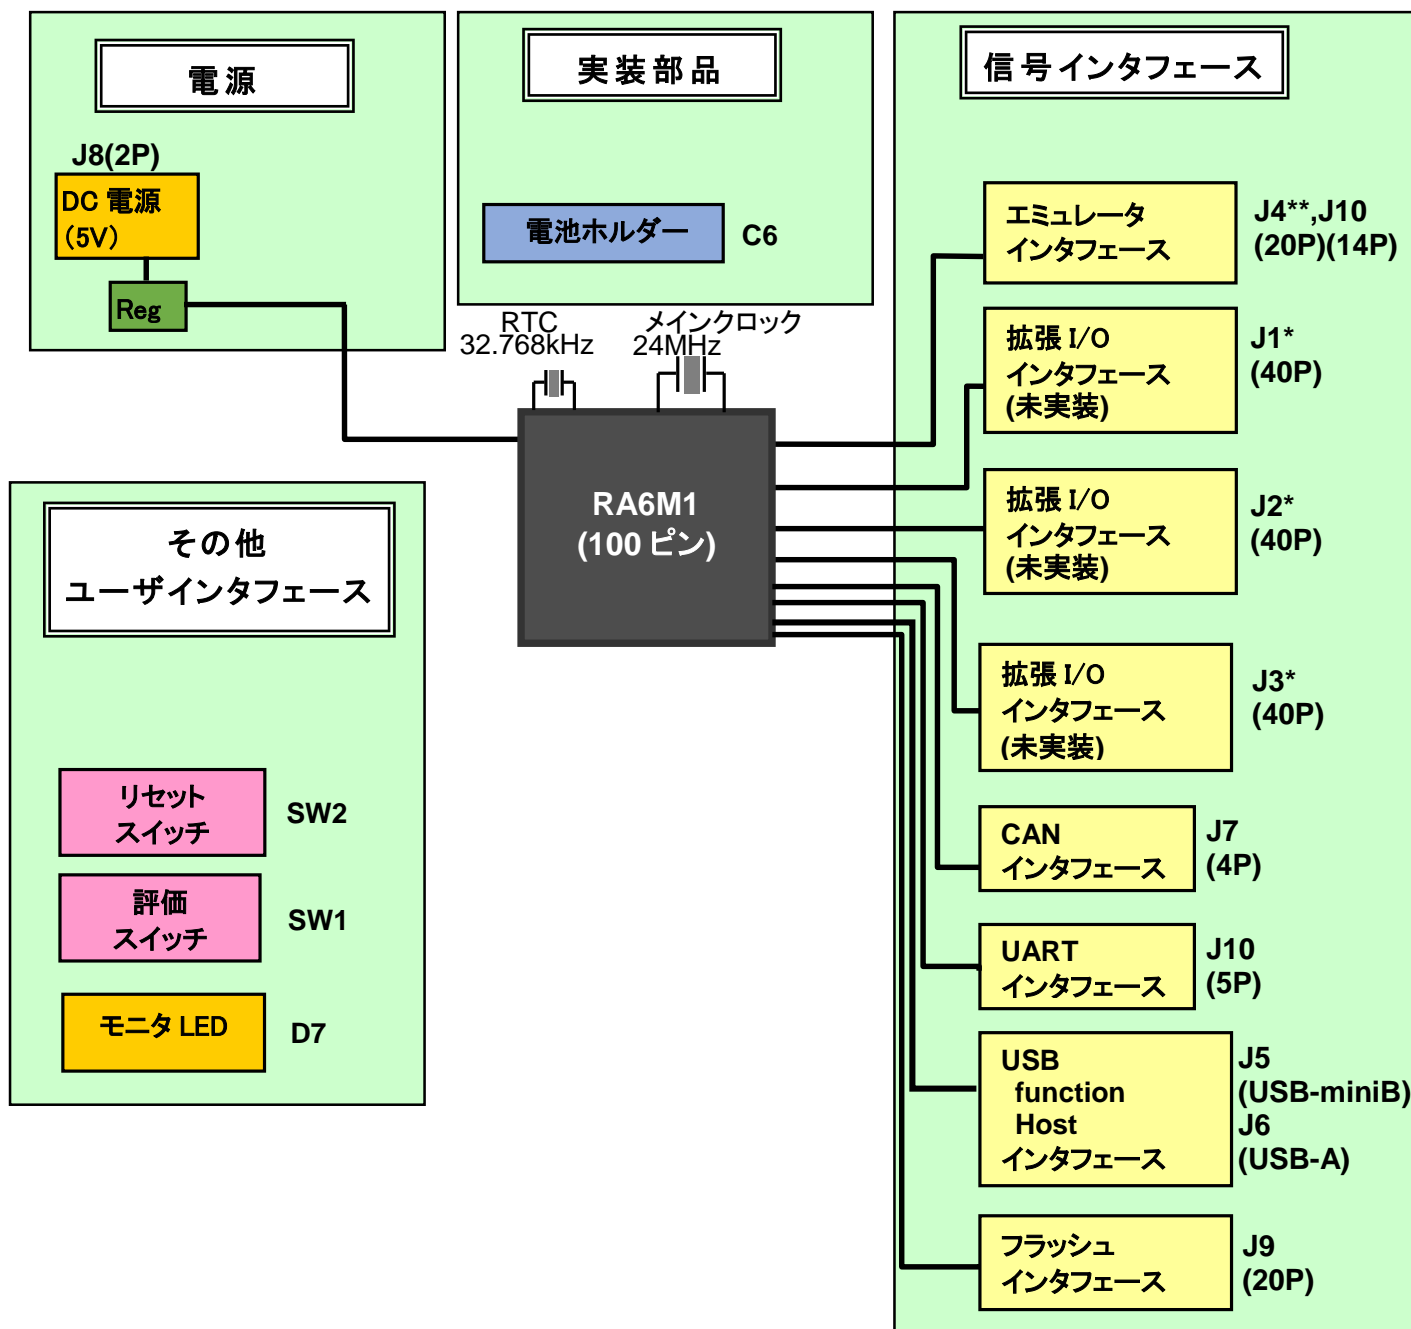 電源
J8(2P)
DC 電源
(5V)
Reg
実装部品
電池ホルダー
C6
RTC
32.768kHz
メインクロック
24MHz
RA6M1
(100 ピン)
その他
ユーザインタフェース
リセット
スイッチ
SW2
評価
スイッチ
SW1
モニタ LED
D7
信号インタフェース
エミュレータ
インタフェース
J4**,J10
(20P)(14P)
拡張 I/O
インタフェース
(未実装)
J1*
(40P)
拡張 I/O
インタフェース
(未実装)
J2*
(40P)
拡張 I/O
インタフェース
(未実装)
J3*
(40P)
CAN
インタフェース
J7
(4P)
UART
インタフェース
J10
(5P)
USB
function
Host
インタフェース
J5
(USB-miniB)
J6
(USB-A)
フラッシュ
インタフェース
J9
(20P)